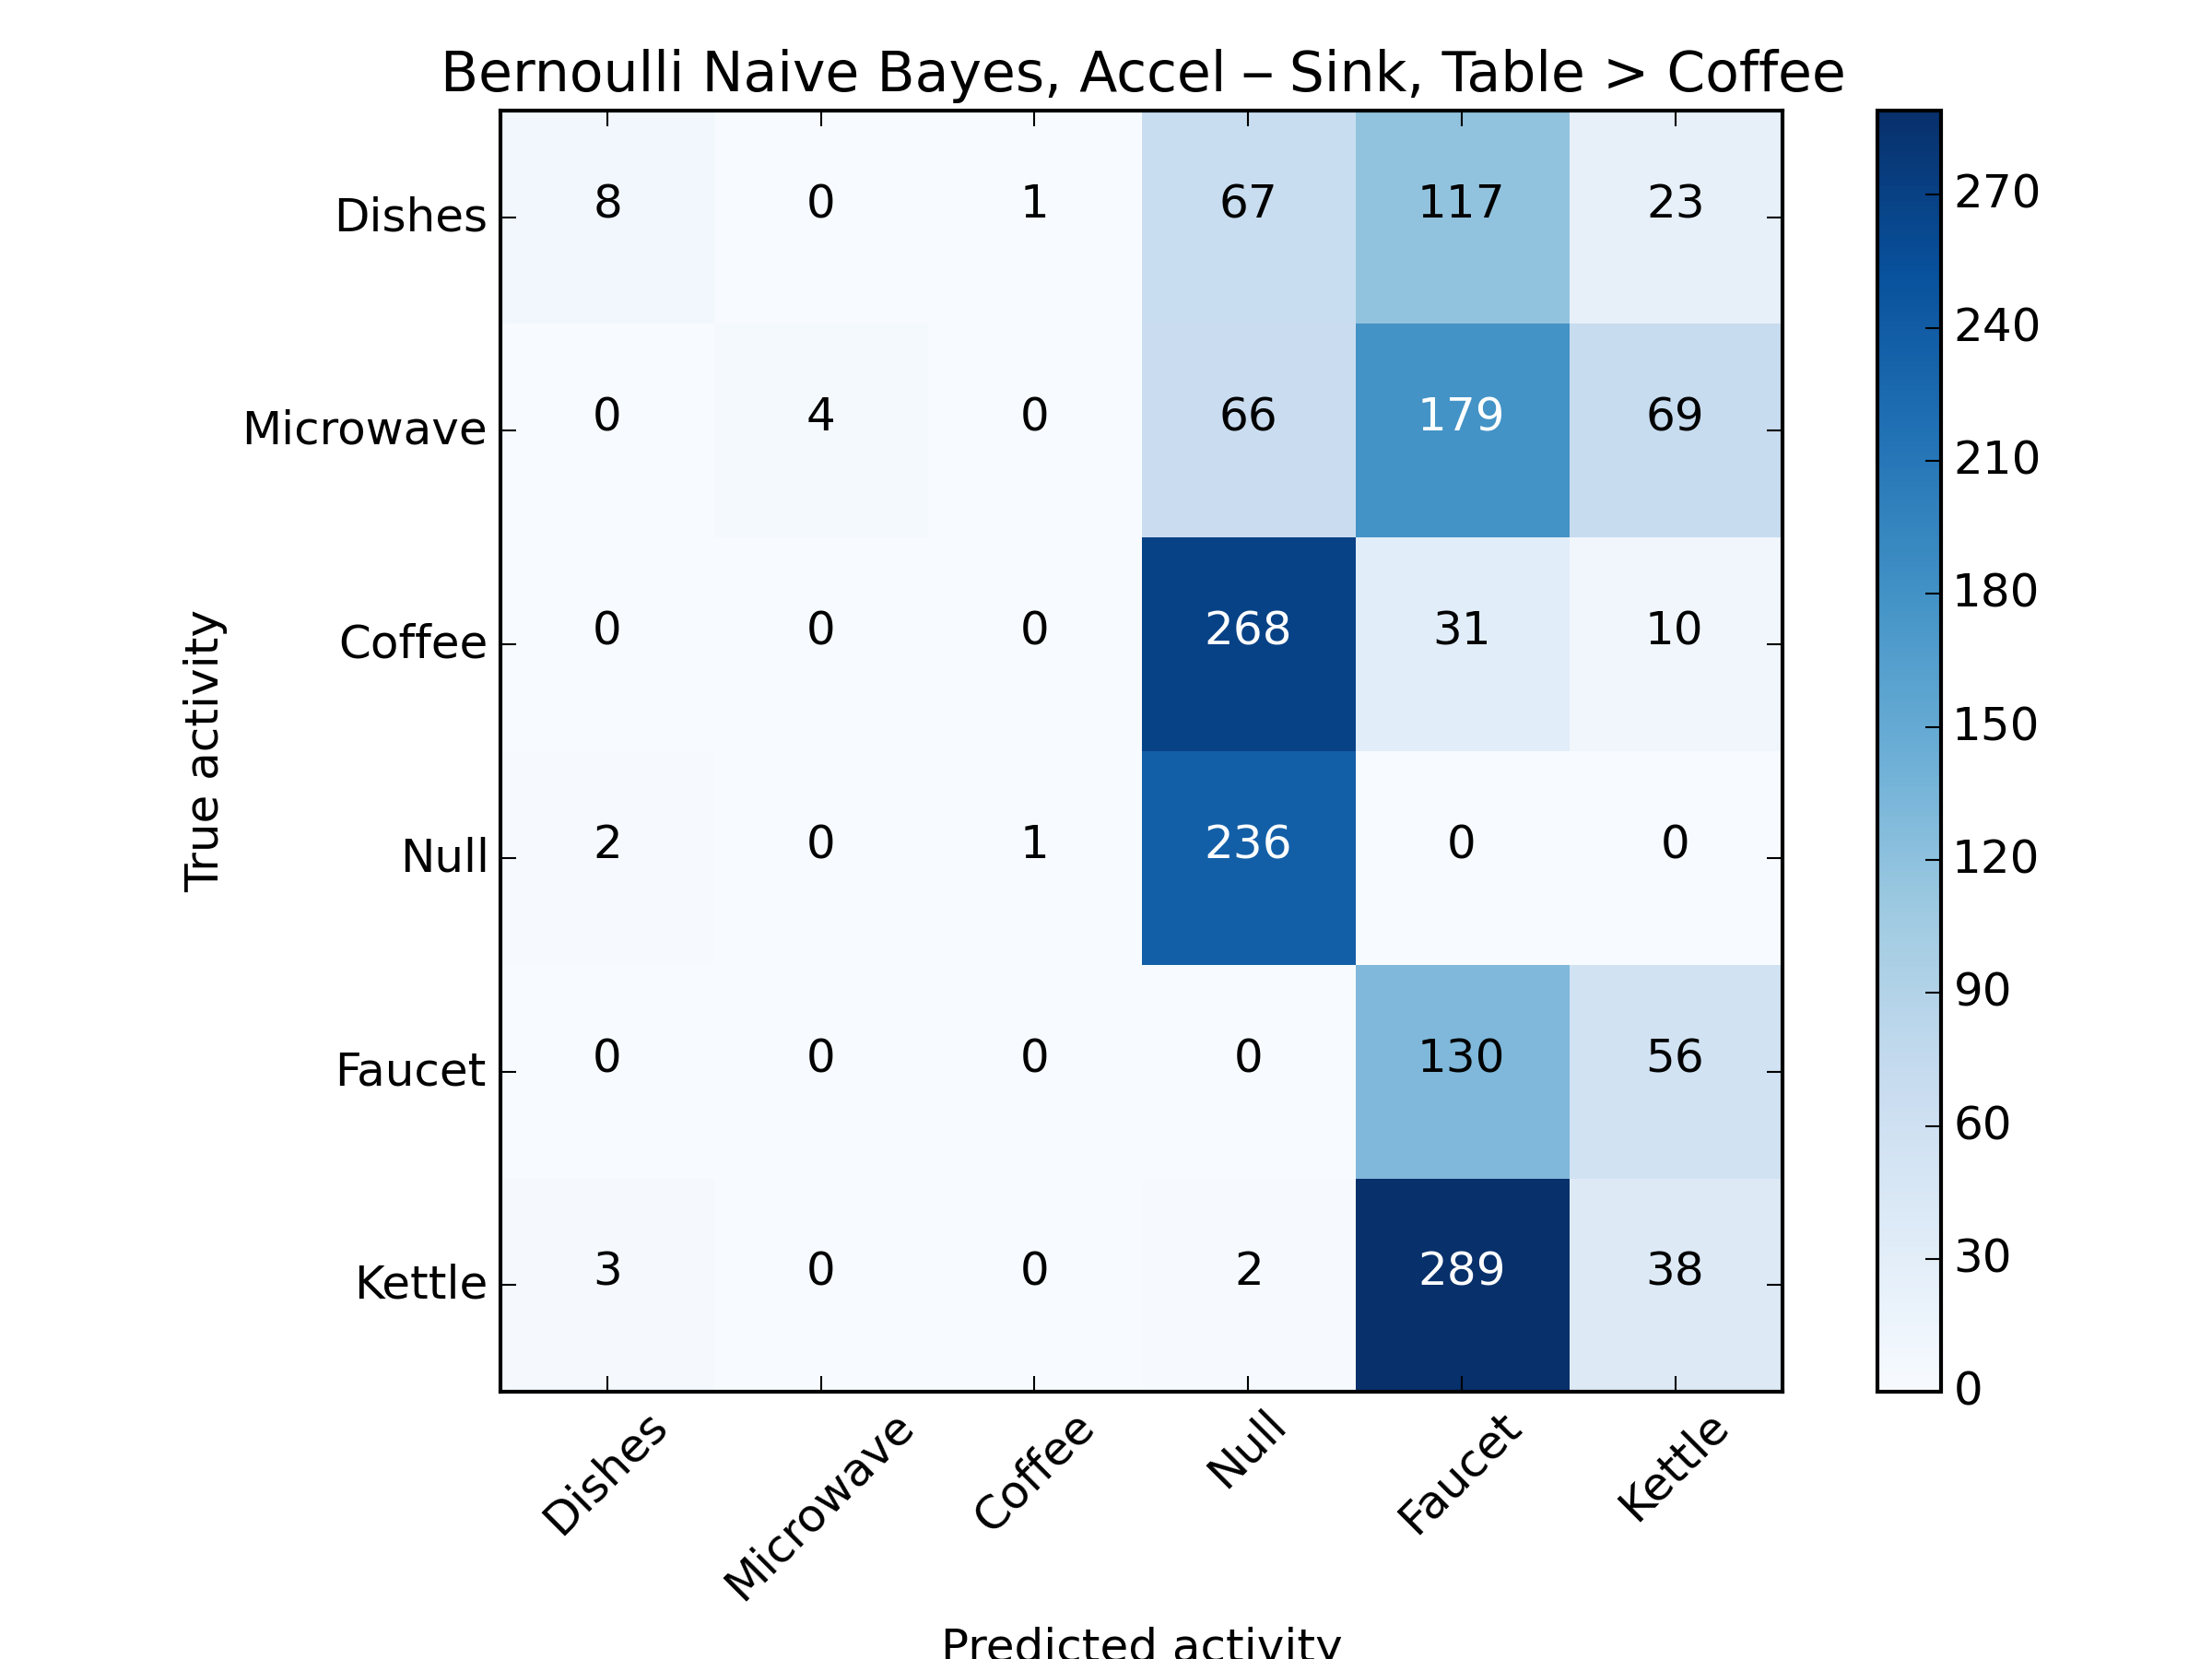 Bernoulli Naive Bayes, Accel – Sink, Table > Coffee
Dishes 8 0 1 67 117 23
Microwave 0 4 0 66 179 69
Coffee 0 0 0 268 31 10
Null 2 0 1 236 0 0
Faucet 0 0 0 0 130 56
Kettle 3 0 0 2 289 38
True activity
Dishes Microwave Coffee Null Faucet Kettle
Predicted activity
270
240
210
180
150
120
90
60
30
0